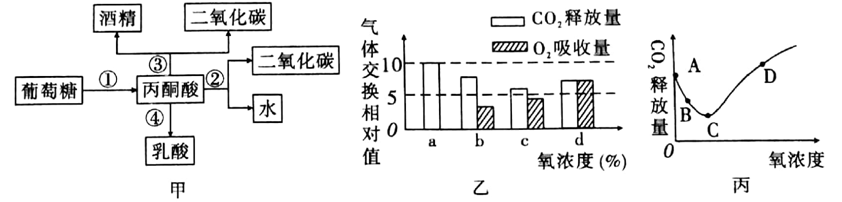 酒精 二氧化碳
③ ② 二氧化碳
葡萄糖 ① 丙酮酸
水
④
乳酸
甲
气体交换相对值
CO₂释放量
O₂吸收量
10
5
0
a b c d
氧浓度(%)
乙
CO₂释放量
A
B
C
D
0
氧浓度
丙